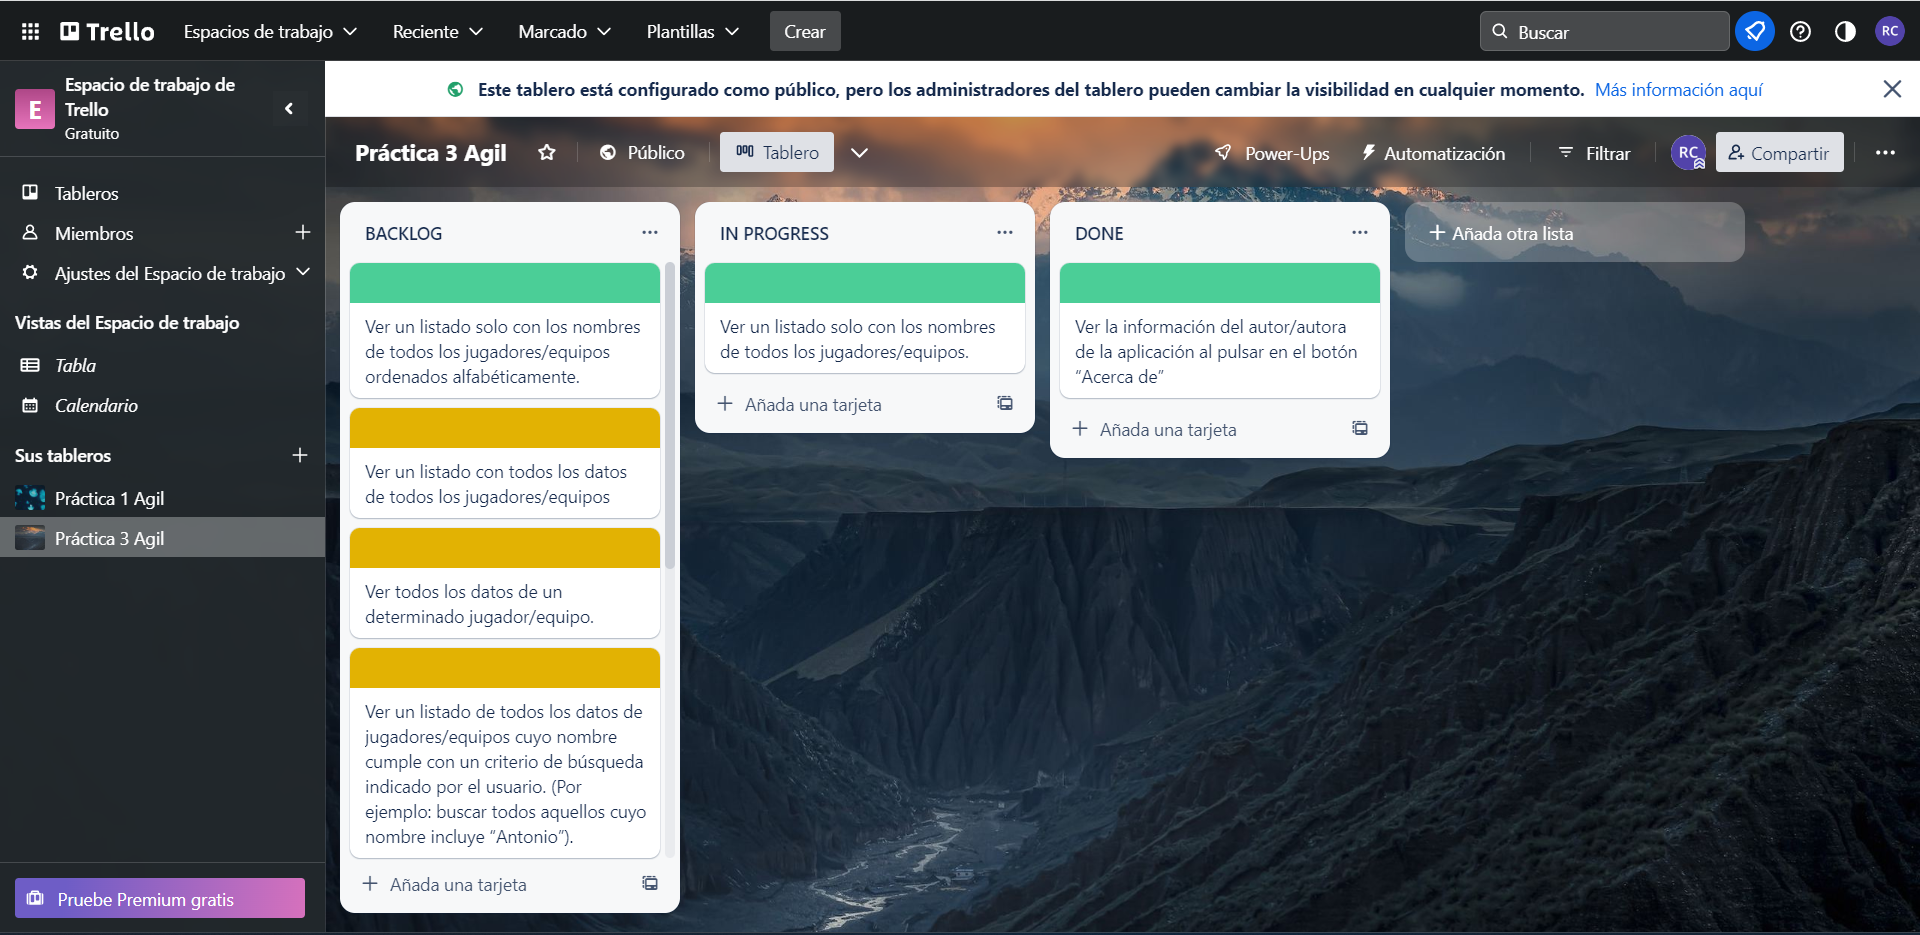 Trello
Espacios de trabajo
Reciente
Marcado
Plantillas
Crear
Buscar
RC
E
Espacio de trabajo de
Trello
Gratuito
Este tablero está configurado como público, pero los administradores del tablero pueden cambiar la visibilidad en cualquier momento. Más información aquí
Práctica 3 Agil
Público
Tablero
Power-Ups
Automatización
Filtrar
RC
Compartir
Tableros
Miembros
Ajustes del Espacio de trabajo
Vistas del Espacio de trabajo
Tabla
Calendario
Sus tableros
Práctica 1 Agil
Práctica 3 Agil
Pruebe Premium gratis
BACKLOG
Ver un listado solo con los nombres
de todos los jugadores/equipos
ordenados alfabéticamente.
Ver un listado con todos los datos
de todos los jugadores/equipos
Ver todos los datos de un
determinado jugador/equipo.
Ver un listado de todos los datos de
jugadores/equipos cuyo nombre
cumple con un criterio de búsqueda
indicado por el usuario. (Por
ejemplo: buscar todos aquellos cuyo
nombre incluye “Antonio”).
Añada una tarjeta
IN PROGRESS
Ver un listado solo con los nombres
de todos los jugadores/equipos.
Añada una tarjeta
DONE
Ver la información del autor/autora
de la aplicación al pulsar en el botón
“Acerca de”
Añada una tarjeta
Añada otra lista